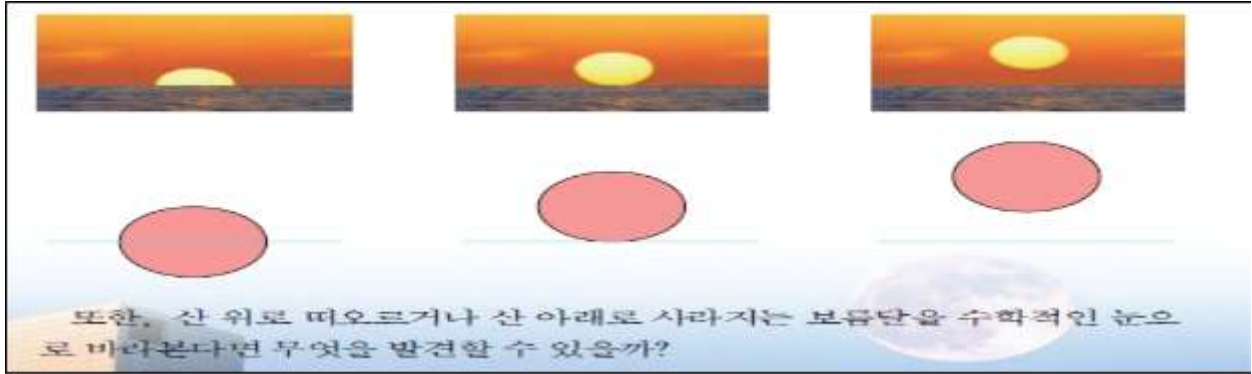 또한, 산 위로 떠오르거나 산 아래로 사라지는 보름달을 수학적인 눈으
로 바라본다면 무엇을 발견할 수 있을까?